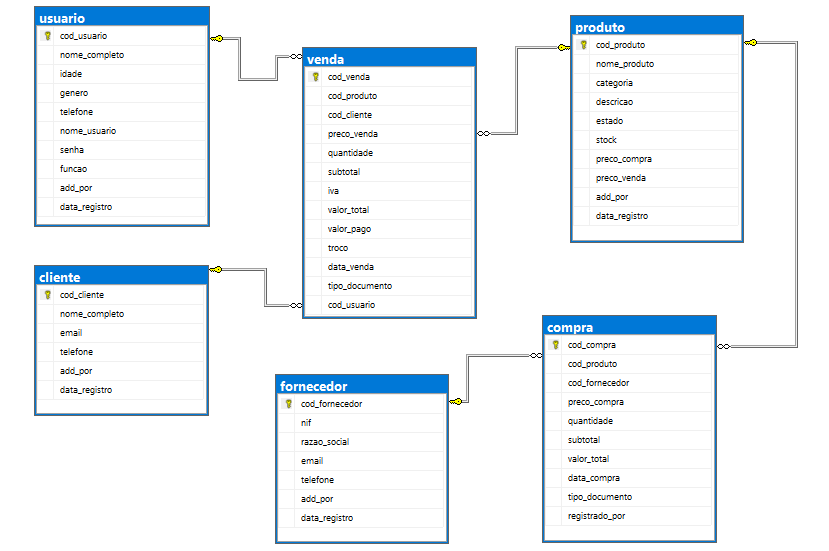 usuario
cod_usuario
nome_completo
idade
genero
telefone
nome_usuario
senha
funcao
add_por
data_registro
venda
cod_venda
cod_produto
cod_cliente
preco_venda
quantidade
subtotal
iva
valor_total
valor_pago
troco
data_venda
tipo_documento
cod_usuario
produto
cod_produto
nome_produto
categoria
descricao
estado
stock
preco_compra
preco_venda
add_por
data_registro
cliente
cod_cliente
nome_completo
email
telefone
add_por
data_registro
fornecedor
cod_fornecedor
nif
razao_social
email
telefone
add_por
data_registro
compra
cod_compra
cod_produto
cod_fornecedor
preco_compra
quantidade
subtotal
valor_total
data_compra
tipo_documento
registrado_por